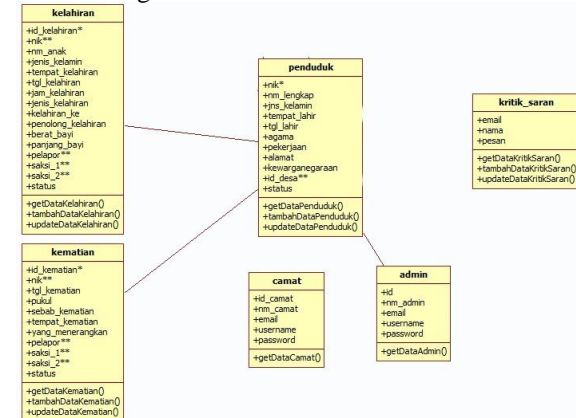 kelahiran
+id_kelahiran*
+nik**
+nm_anak
+jenis_kelamin
+tempat_kelahiran
+tgl_kelahiran
+jam_kelahiran
+jenis_kelahiran
+kelahiran_ke
+penolong_kelahiran
+berat_bayi
+panjang_bayi
+pelapor**
+saksi_1**
+saksi_2**
+status
+getDataKelahiran()
+tambahDataKelahiran()
+updateDataKelahiran()
penduduk
+nik*
+nm_lengkap
+jns_kelamin
+tempat_lahir
+tgl_lahir
+agama
+pekerjaan
+alamat
+kewarganegaraan
+id_desa**
+status
+getDataPenduduk()
+tambahDataPenduduk()
+updateDataPenduduk()
kritik_saran
+email
+nama
+pesan
+getDataKritikSaran()
+tambahDataKritikSaran()
+updateDataKritikSaran()
kematian
+id_kematian*
+nik**
+tgl_kematian
+pukul
+sebab_kematian
+tempat_kematian
+yang_menerangkan
+pelapor**
+saksi_1**
+saksi_2**
+status
+getDataKematian()
+tambahDataKematian()
+updateDataKematian()
camat
+id_camat
+nm_camat
+email
+username
+password
+getDataCamat()
admin
+id
+nm_admin
+email
+username
+password
+getDataAdmin()